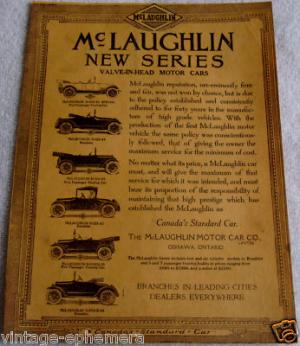 McLAUGHLIN
McLAUGHLIN
NEW SERIES
VALVE-IN-HEAD MOTOR CARS
McLaughlin reputation, pre-eminently firm
and fair, was not won by chance, but is due
to the policy established and consistently
adhered to for forty years in the manufac-
ture of high grade vehicles. With the
production of the first McLaughlin motor
vehicle the same policy was conscientious-
ly followed, that of giving the owner the
maximum service for the minimum of cost.
No matter what its price, a McLaughlin car
must, and will give the maximum of that
service for which it was intended, and must
bear its proportion of the responsibility of
maintaining that high prestige which has
established the McLaughlin as
Canada's Standard Car.
THE McLAUGHLIN MOTOR CAR CO.
LIMITED
OSHAWA, ONTARIO
BRANCHES IN LEADING CITIES
DEALERS EVERYWHERE
Standard - Car
vintage-ephemera